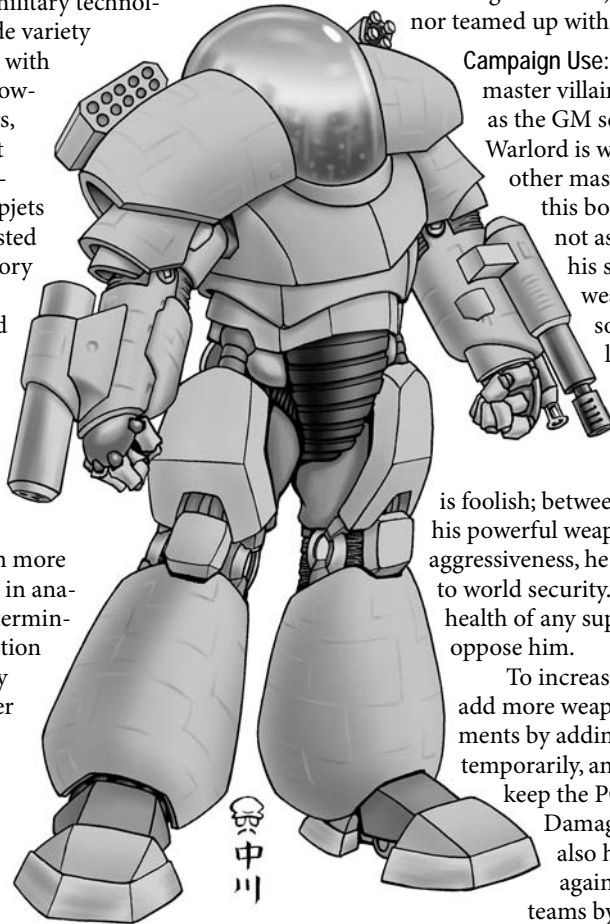 military technol-
de variety
with
ow-
s,
t
-
pjets
sted
ory
d
n more
in ana-
ermin-
tion
y
er
nor teamed up with
Campaign Use:
master villain
as the GM se
Warlord is w
other mas
this bo
not as
his s
wea
so
l
is foolish; between
his powerful weap
aggressiveness, he
to world security.
health of any sup
oppose him.
To increas
add more weap
ments by addin
temporarily, an
keep the PC
Damag
also h
again
teams by
中
川